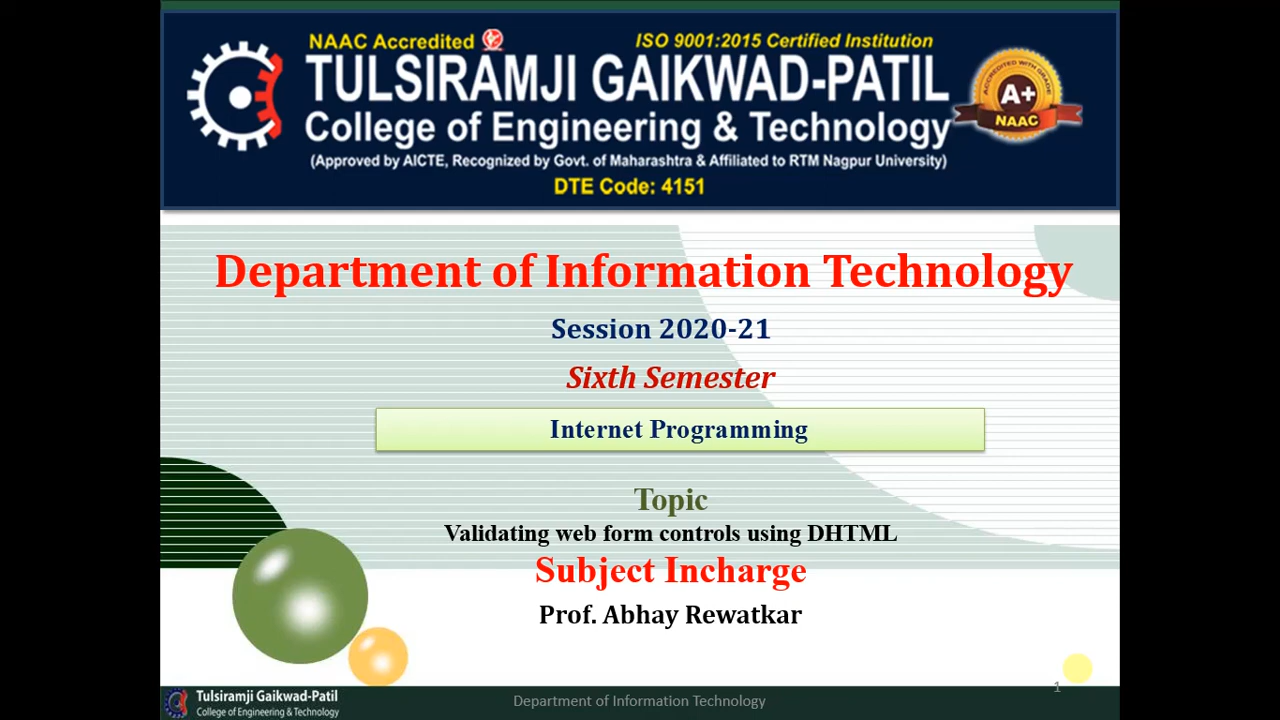 NAAC Accredited
ISO 9001:2015 Certified Institution
TULSIRAMJI GAIKWAD-PATIL
College of Engineering & Technology
(Approved by AICTE, Recognized by Govt. of Maharashtra & Affiliated to RTM Nagpur University)
DTE Code: 4151
ACCREDITED WITH GRADE
A+
NAAC
Department of Information Technology
Session 2020-21
Sixth Semester
Internet Programming
Topic
Validating web form controls using DHTML
Subject Incharge
Prof. Abhay Rewatkar
1
Tulsiramji Gaikwad-Patil
College of Engineering & Technology
Department of Information Technology